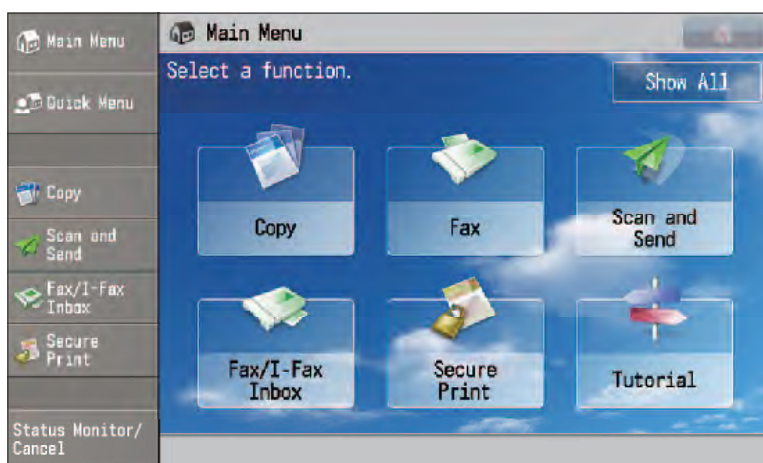 Main Menu
Quick Menu
Copy
Scan and
Send
Fax/I-Fax
Inbox
Secure
Print
Status Monitor/
Cancel
Main Menu
Select a function.
Show All
Copy
Fax
Scan and
Send
Fax/I-Fax
Inbox
Secure
Print
Tutorial